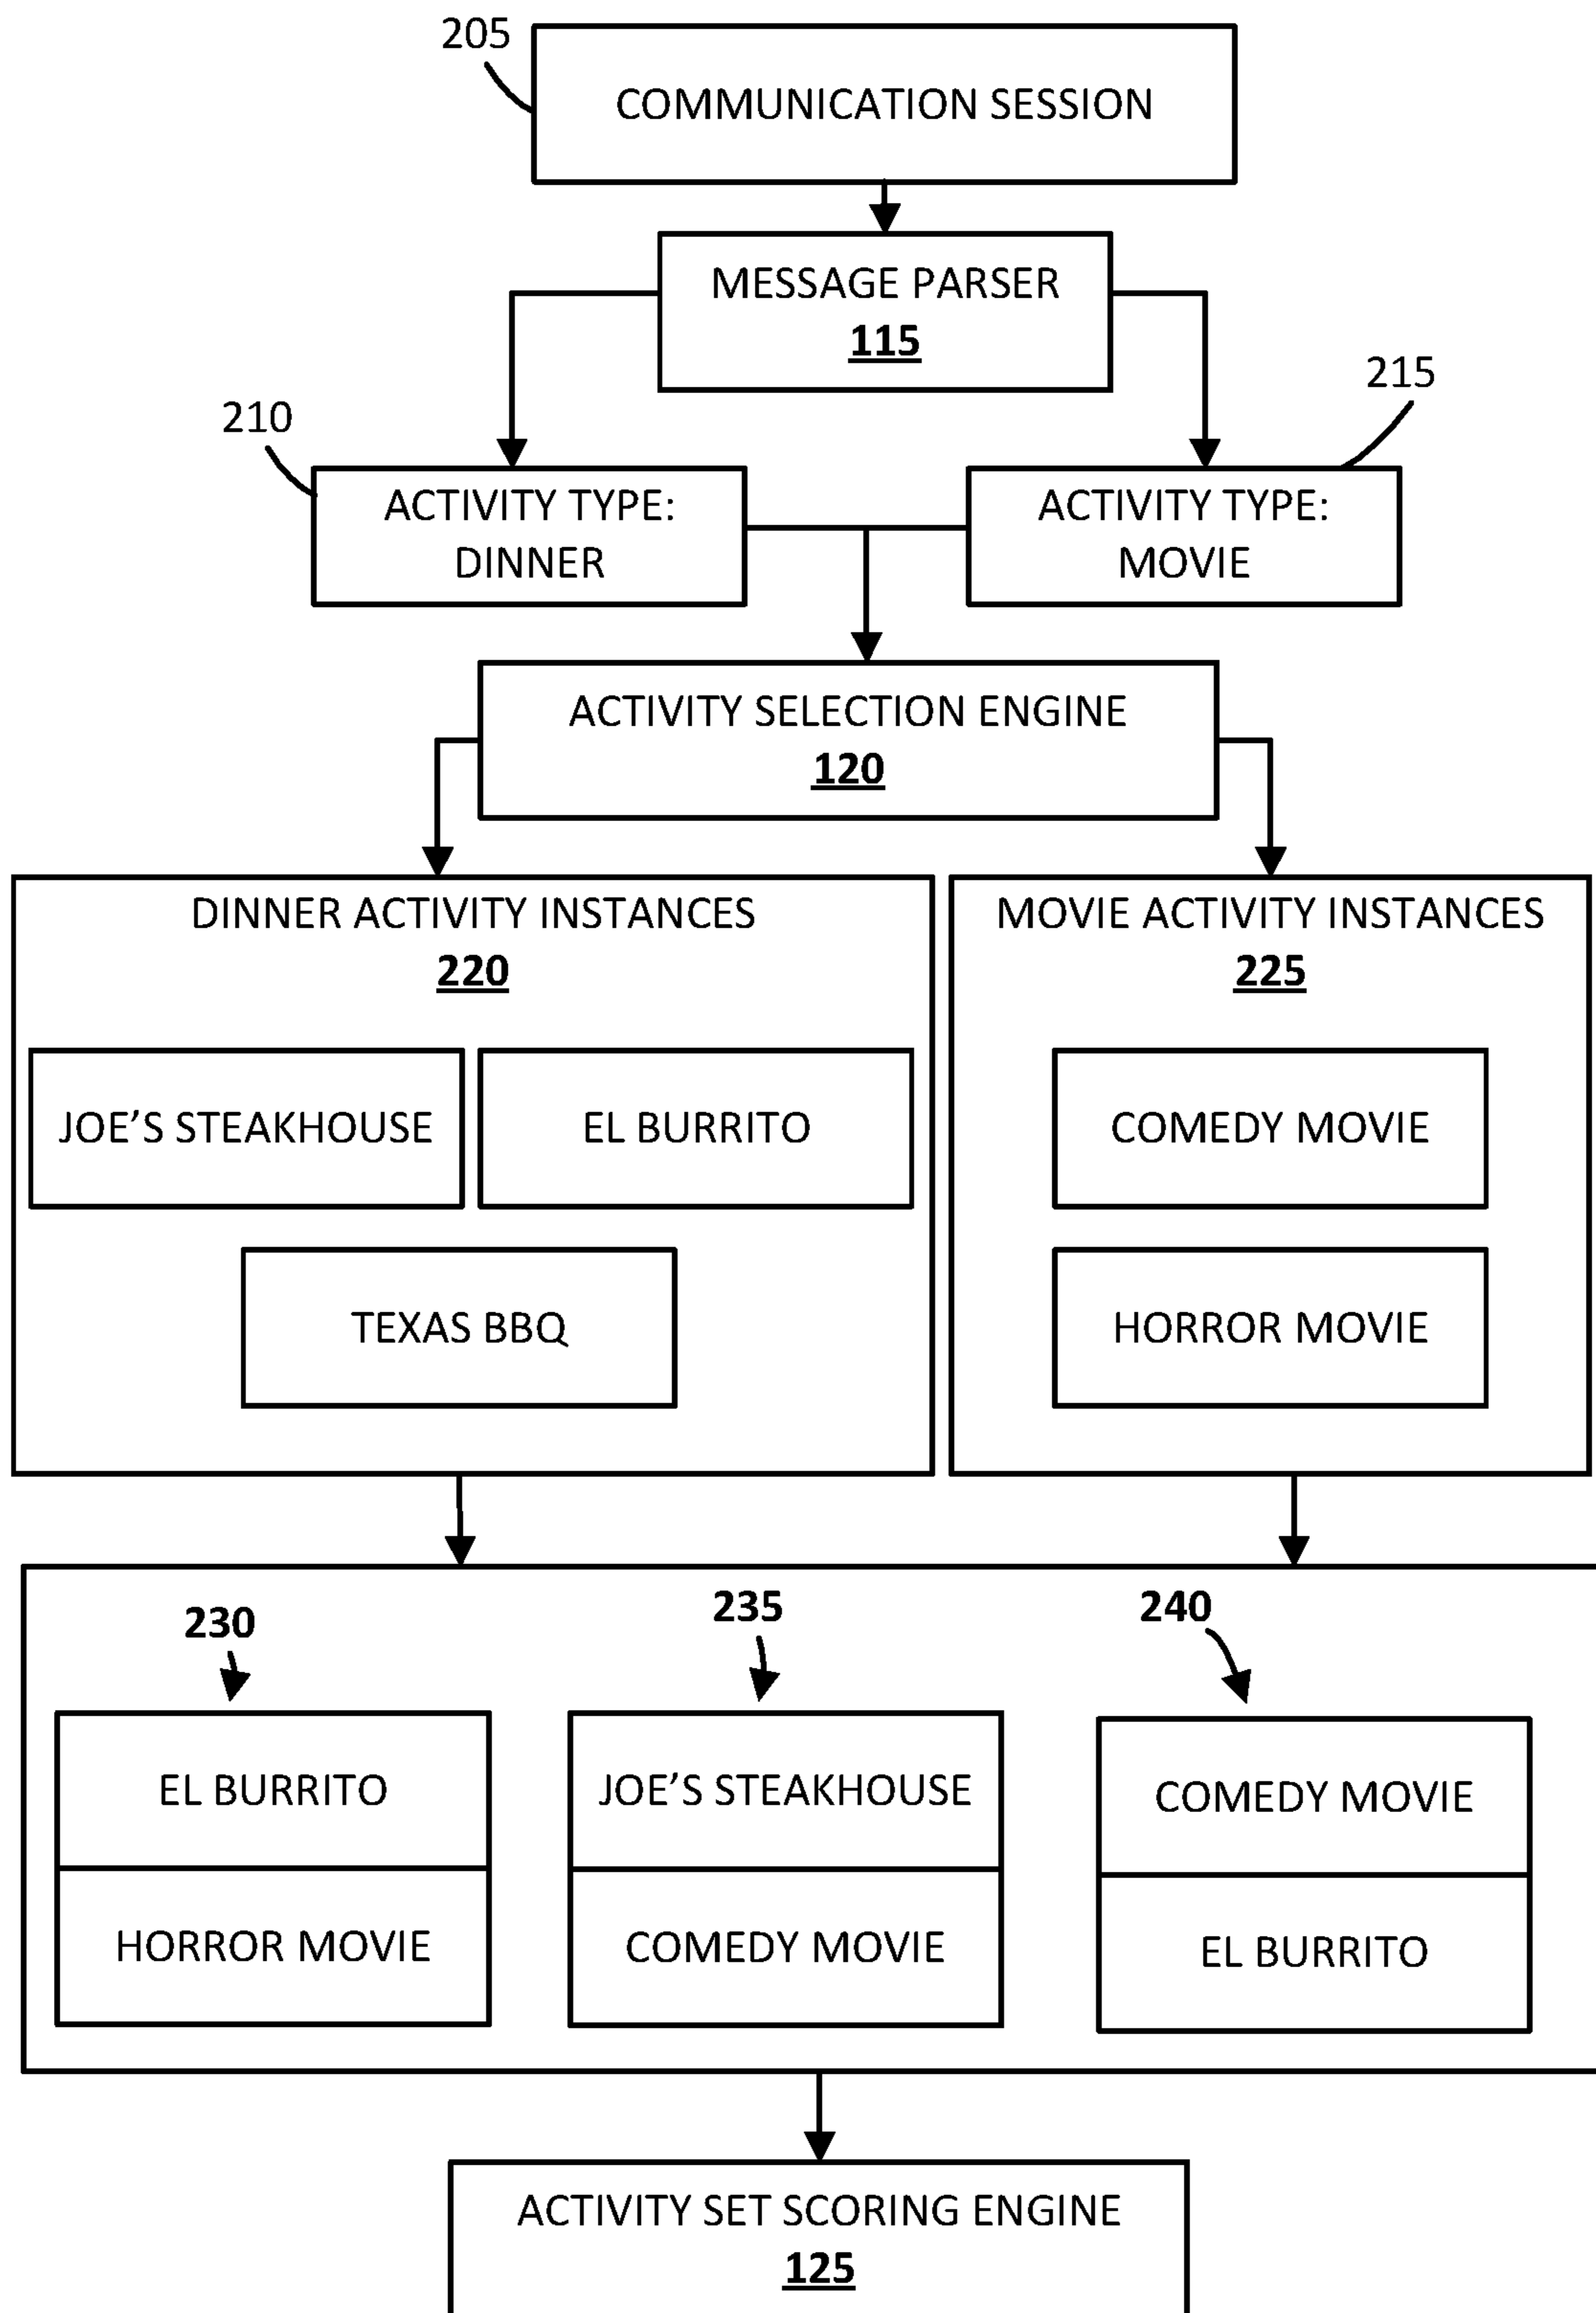 205
COMMUNICATION SESSION
MESSAGE PARSER
115
210
215
ACTIVITY TYPE:
DINNER
ACTIVITY TYPE:
MOVIE
ACTIVITY SELECTION ENGINE
120
DINNER ACTIVITY INSTANCES
220
JOE’S STEAKHOUSE
EL BURRITO
TEXAS BBQ
MOVIE ACTIVITY INSTANCES
225
COMEDY MOVIE
HORROR MOVIE
230
EL BURRITO
HORROR MOVIE
235
JOE’S STEAKHOUSE
COMEDY MOVIE
240
COMEDY MOVIE
EL BURRITO
ACTIVITY SET SCORING ENGINE
125